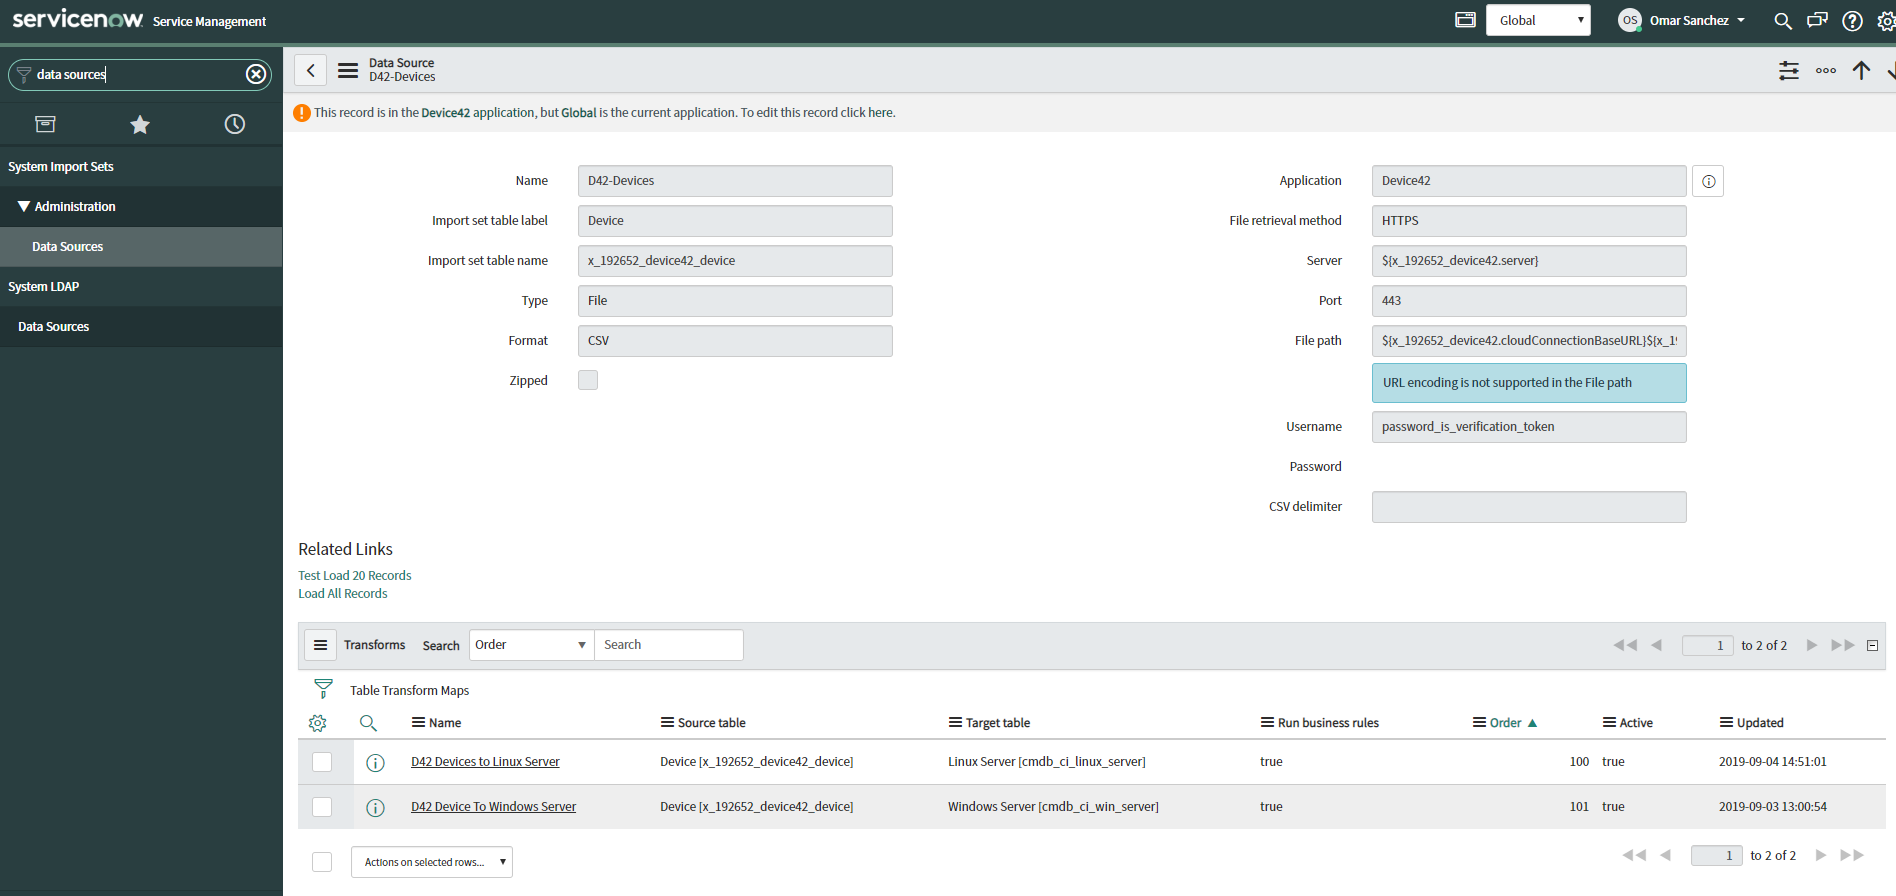 servicenow Service Management
Global
OS Omar Sanchez
data sources
System Import Sets
Administration
Data Sources
System LDAP
Data Sources
Data Source
D42-Devices
This record is in the Device42 application, but Global is the current application. To edit this record click here.
Name D42-Devices
Import set table label Device
Import set table name x_192652_device42_device
Type File
Format CSV
Zipped
Application Device42
File retrieval method HTTPS
Server ${x_192652_device42.server}
Port 443
File path ${x_192652_device42.cloudConnectionBaseURL}${x_19
URL encoding is not supported in the File path
Username password_is_verification_token
Password
CSV delimiter
Related Links
Test Load 20 Records
Load All Records
Transforms Search Order Search 1 to 2 of 2
Table Transform Maps
Name Source table Target table Run business rules Order Active Updated
D42 Devices to Linux Server Device [x_192652_device42_device] Linux Server [cmdb_ci_linux_server] true 100 true 2019-09-04 14:51:01
D42 Device To Windows Server Device [x_192652_device42_device] Windows Server [cmdb_ci_win_server] true 101 true 2019-09-03 13:00:54
Actions on selected rows... 1 to 2 of 2